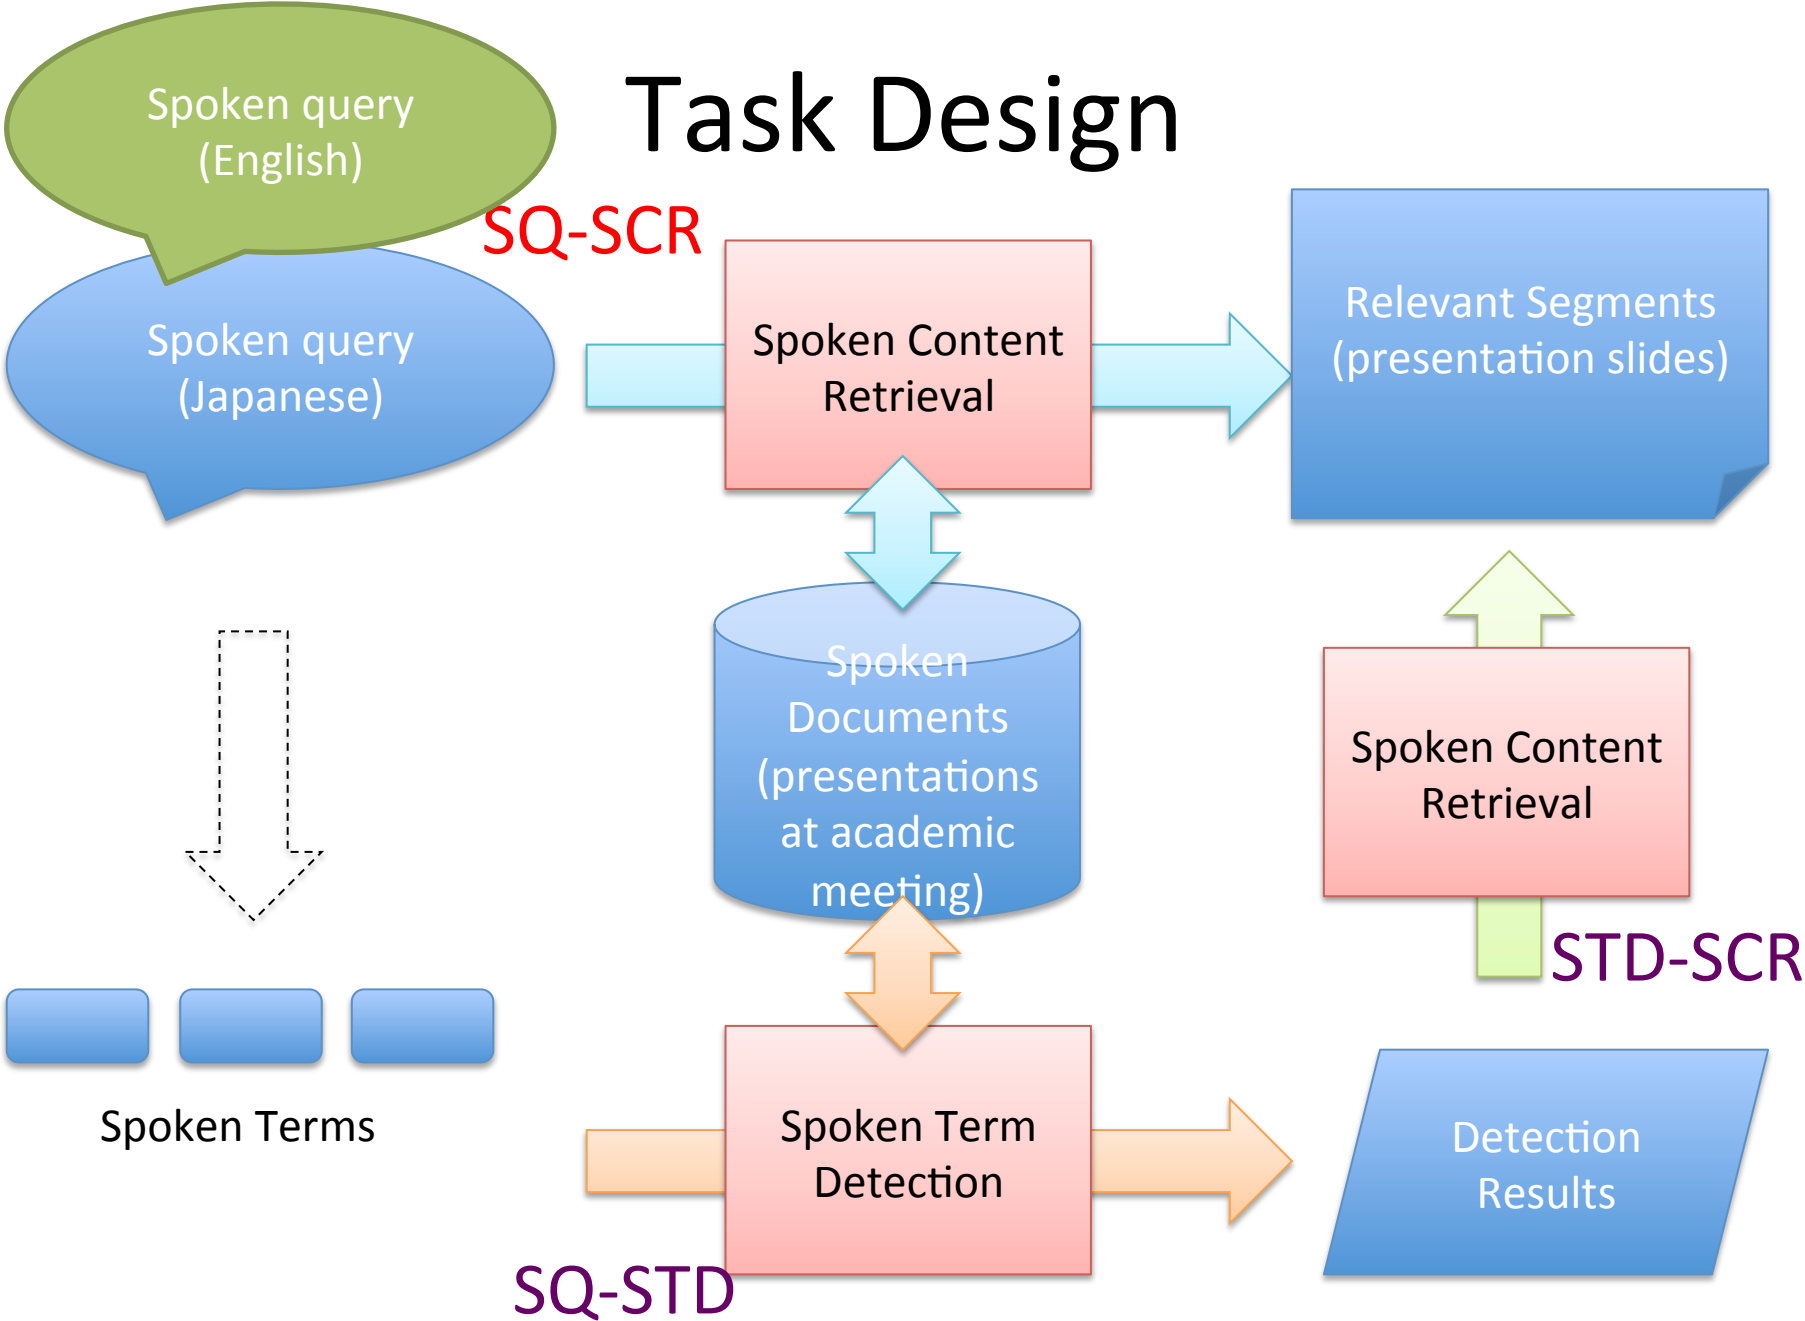 Task Design
Spoken query
(English)
Spoken query
(Japanese)
SQ-SCR
Spoken Content
Retrieval
Relevant Segments
(presentation slides)
Spoken
Documents
(presentations
at academic
meeting)
Spoken Content
Retrieval
STD-SCR
Spoken Terms
Spoken Term
Detection
Detection
Results
SQ-STD